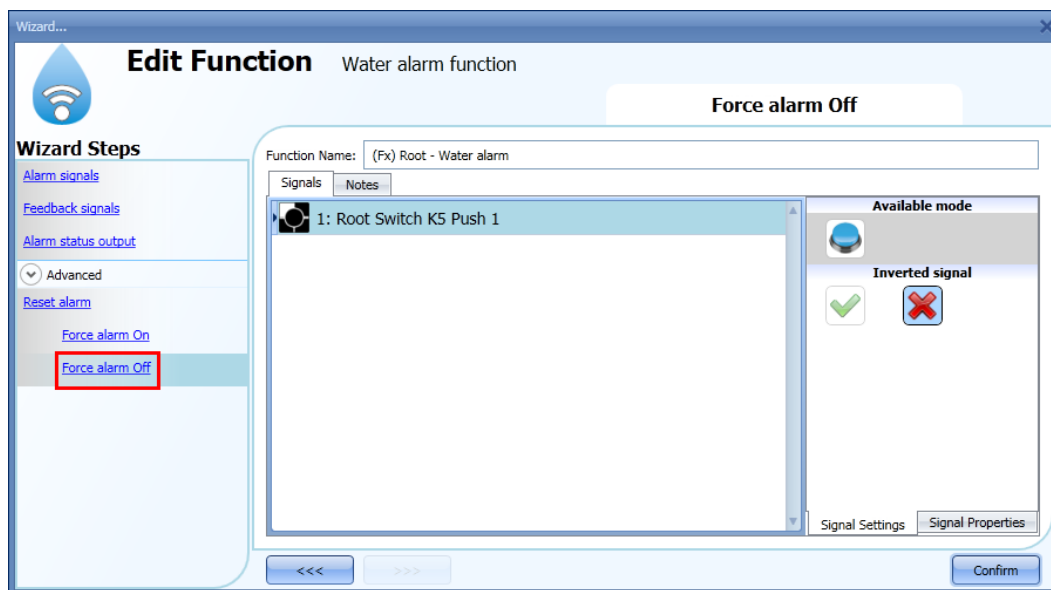 Wizard...
Edit Function Water alarm function
Force alarm Off
Wizard Steps
Alarm signals
Feedback signals
Alarm status output
Advanced
Reset alarm
Force alarm On
Force alarm Off
Function Name: (Fx) Root - Water alarm
Signals Notes
1: Root Switch K5 Push 1
Available mode
Inverted signal
Signal Settings Signal Properties
<<< >>> Confirm